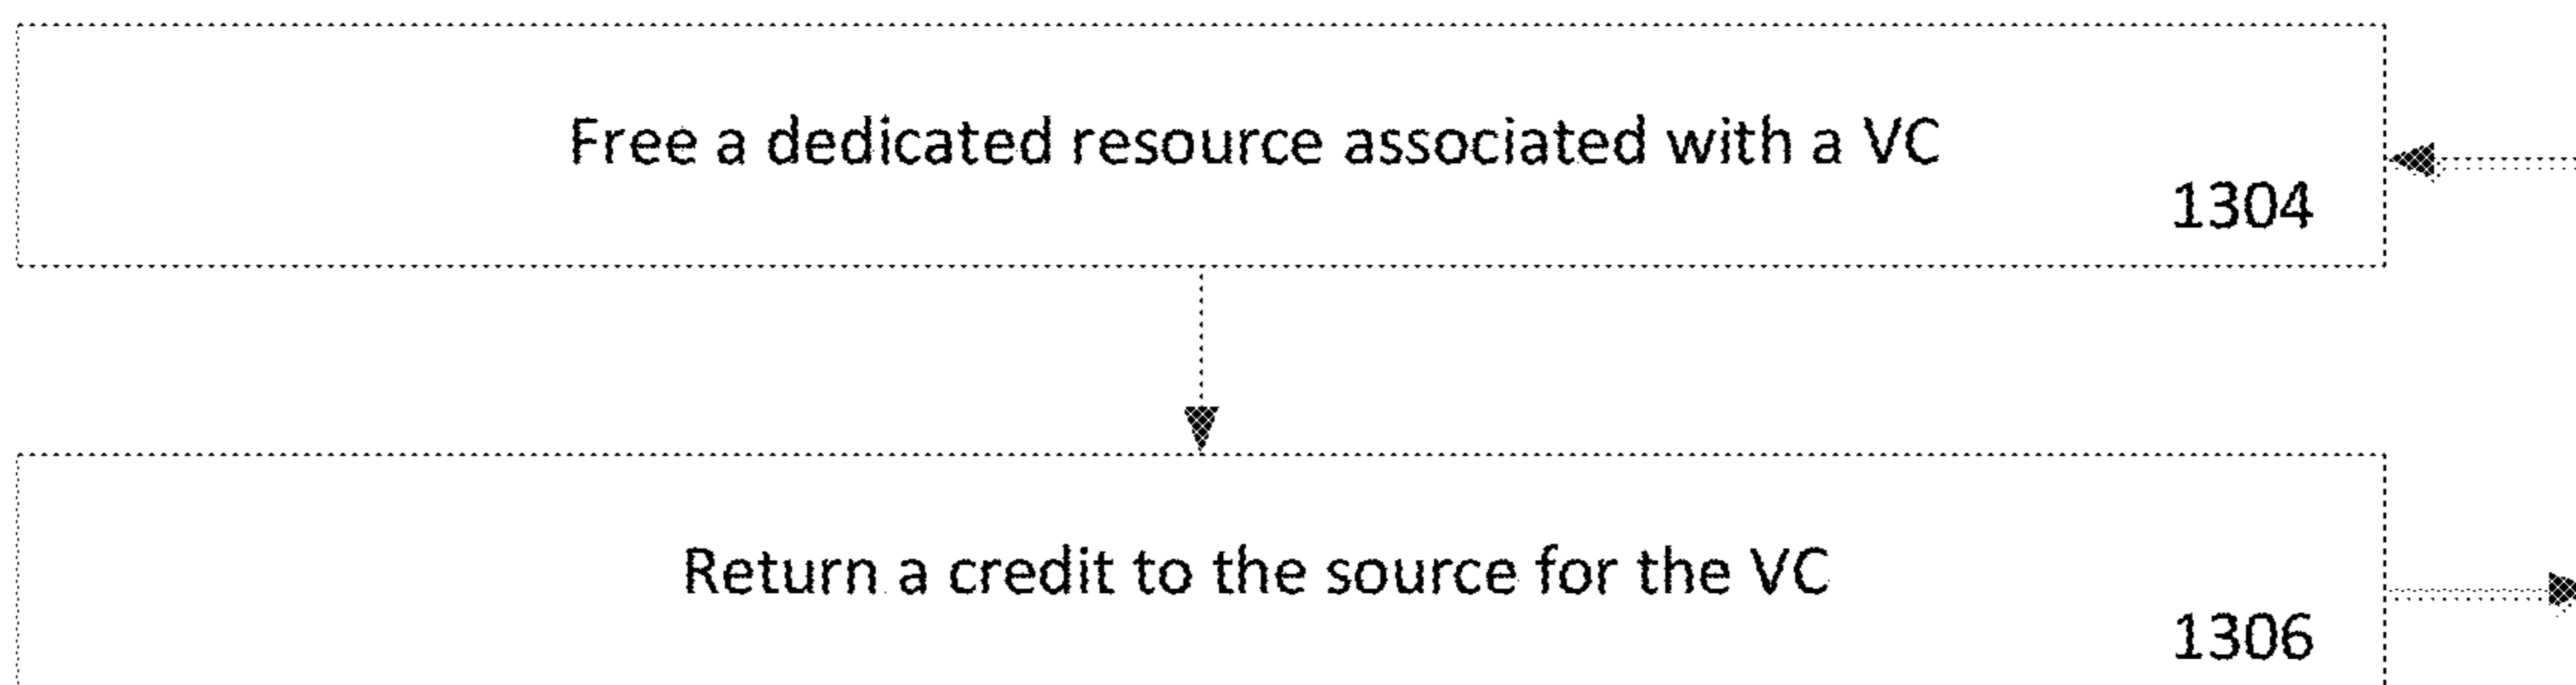 Free a dedicated resource associated with a VC
1304
Return a credit to the source for the VC
1306